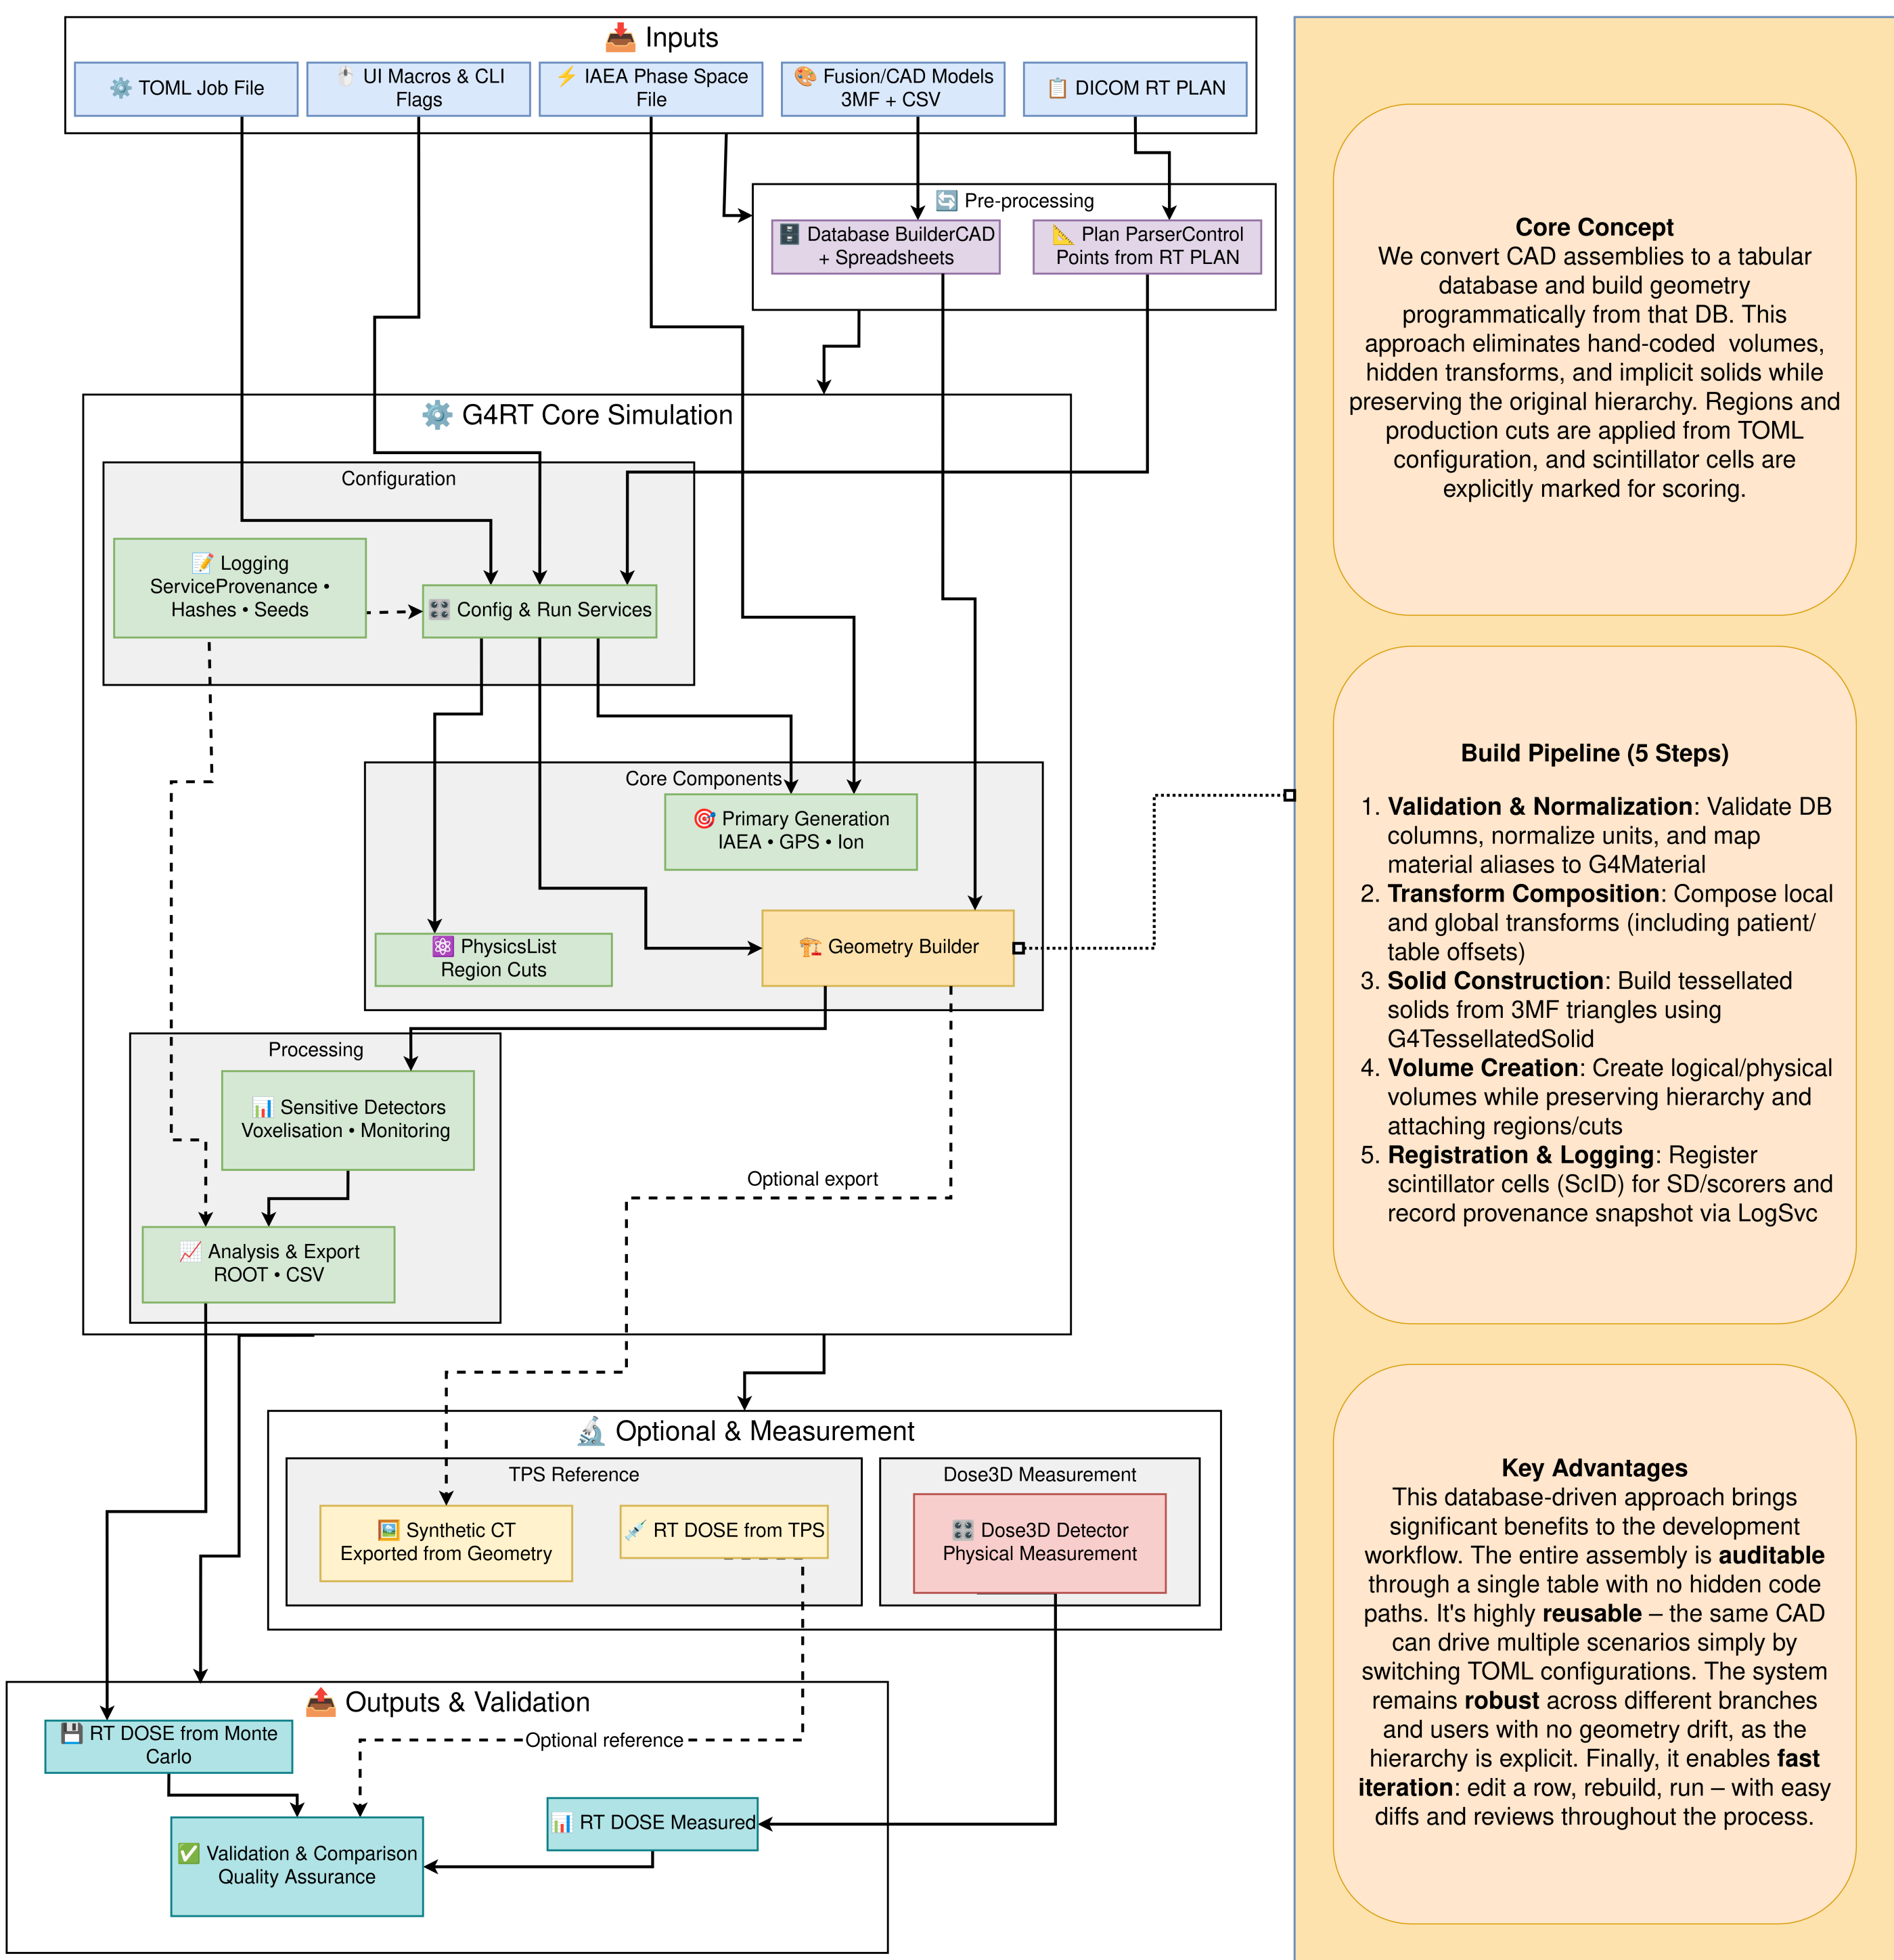 Inputs
TOML Job File
UI Macros & CLI
Flags
IAEA Phase Space
File
Fusion/CAD Models
3MF + CSV
DICOM RT PLAN
Pre-processing
Database BuilderCAD
+ Spreadsheets
Plan ParserControl
Points from RT PLAN
G4RT Core Simulation
Configuration
Logging
ServiceProvenance •
Hashes • Seeds
Config & Run Services
Core Components
Primary Generation
IAEA • GPS • Ion
PhysicsList
Region Cuts
Geometry Builder
Processing
Sensitive Detectors
Voxelisation • Monitoring
Optional export
Analysis & Export
ROOT • CSV
Optional & Measurement
TPS Reference
Synthetic CT
Exported from Geometry
RT DOSE from TPS
Dose3D Measurement
Dose3D Detector
Physical Measurement
Outputs & Validation
RT DOSE from Monte
Carlo
Optional reference
RT DOSE Measured
Validation & Comparison
Quality Assurance
Core Concept
We convert CAD assemblies to a tabular
database and build geometry
programmatically from that DB. This
approach eliminates hand-coded  volumes,
hidden transforms, and implicit solids while
preserving the original hierarchy. Regions and
production cuts are applied from TOML
configuration, and scintillator cells are
explicitly marked for scoring.
Build Pipeline (5 Steps)
1. Validation & Normalization: Validate DB
columns, normalize units, and map
material aliases to G4Material
2. Transform Composition: Compose local
and global transforms (including patient/
table offsets)
3. Solid Construction: Build tessellated
solids from 3MF triangles using
G4TessellatedSolid
4. Volume Creation: Create logical/physical
volumes while preserving hierarchy and
attaching regions/cuts
5. Registration & Logging: Register
scintillator cells (ScID) for SD/scorers and
record provenance snapshot via LogSvc
Key Advantages
This database-driven approach brings
significant benefits to the development
workflow. The entire assembly is auditable
through a single table with no hidden code
paths. It's highly reusable – the same CAD
can drive multiple scenarios simply by
switching TOML configurations. The system
remains robust across different branches
and users with no geometry drift, as the
hierarchy is explicit. Finally, it enables fast
iteration: edit a row, rebuild, run – with easy
diffs and reviews throughout the process.